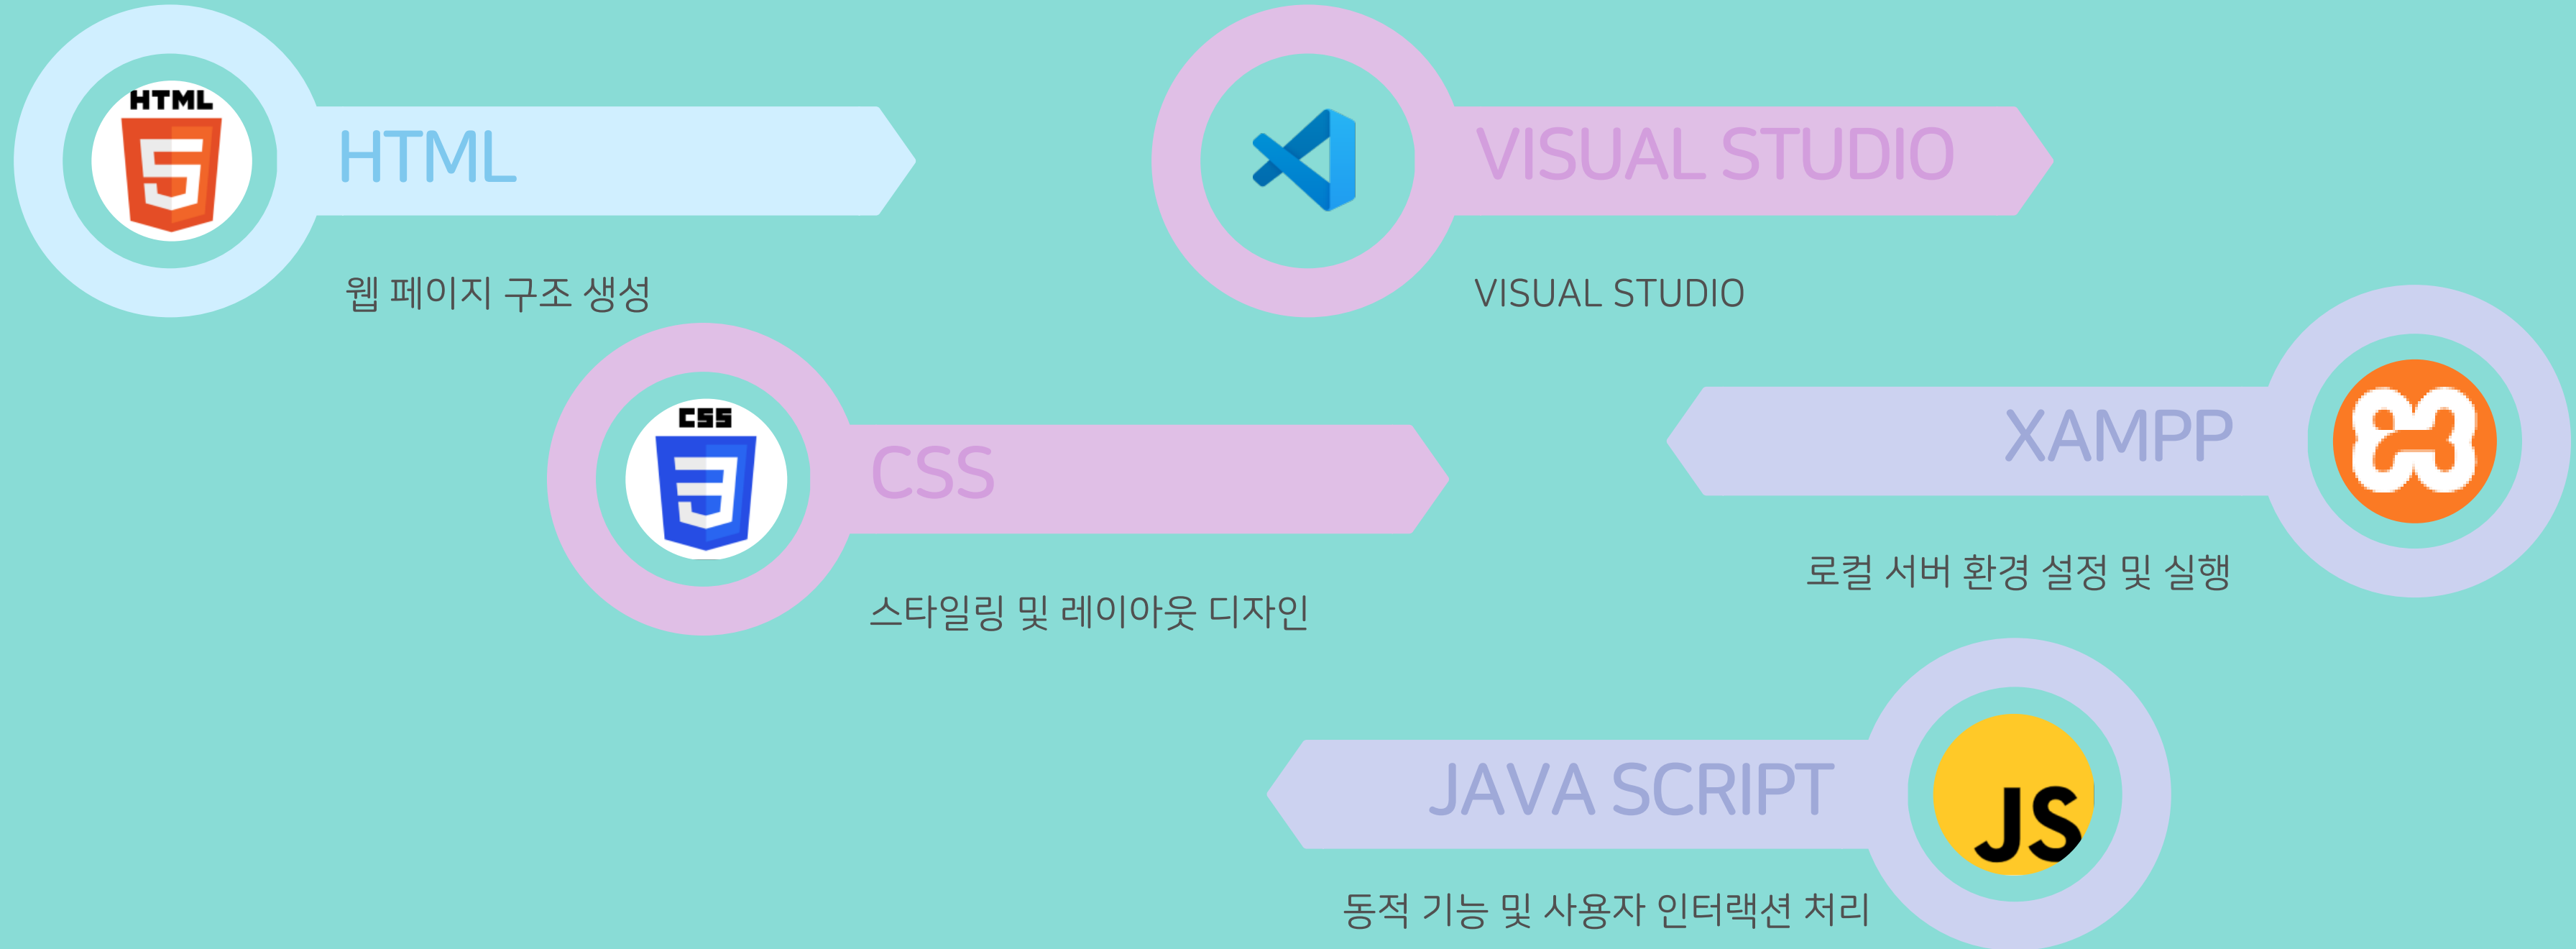 HTML
HTML
웹 페이지 구조 생성
VISUAL STUDIO
VISUAL STUDIO
CSS
CSS
스타일링 및 레이아웃 디자인
XAMPP
로컬 서버 환경 설정 및 실행
JAVA SCRIPT
JS
동적 기능 및 사용자 인터랙션 처리